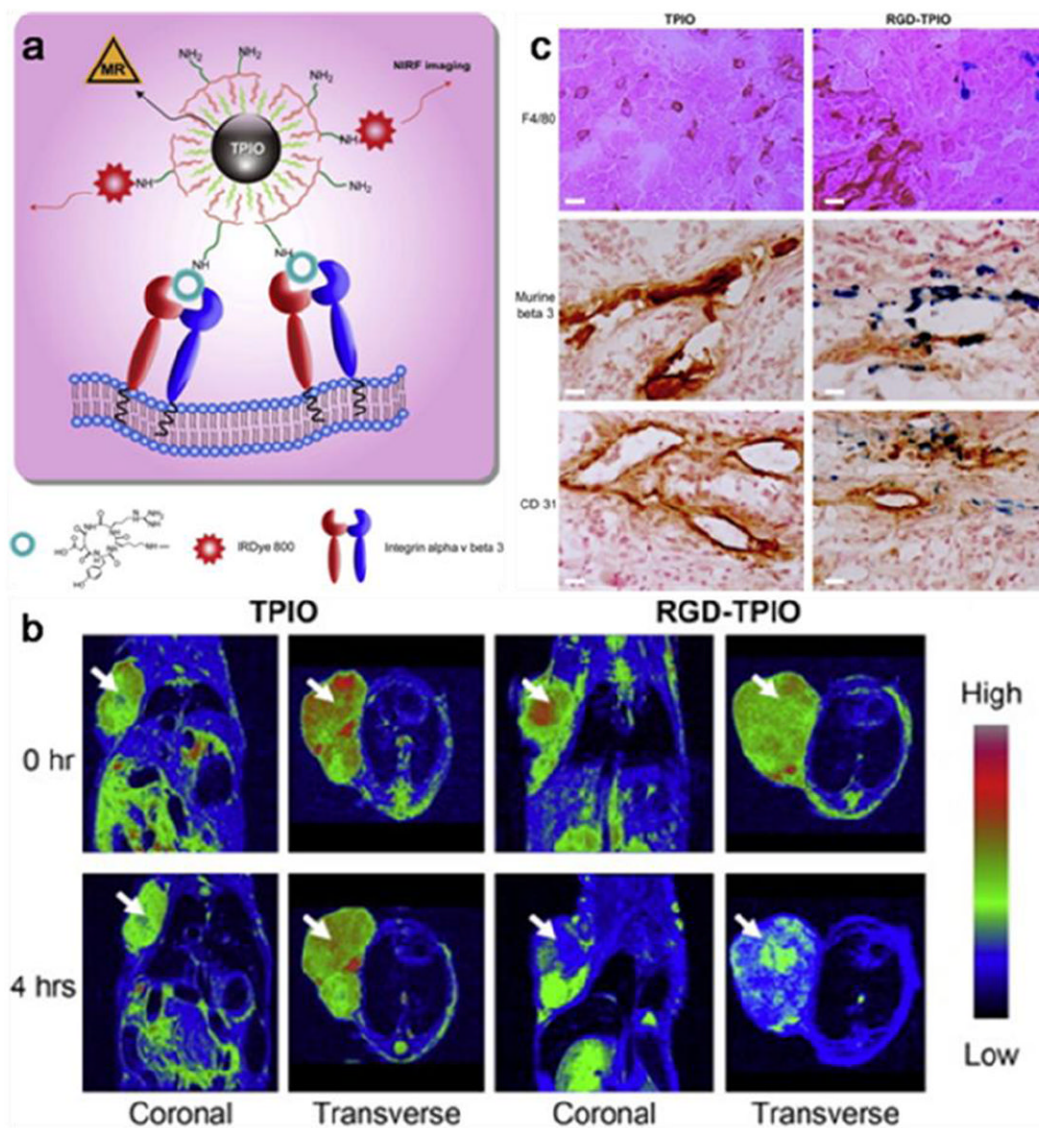 a
MR
NH2
NH2
NH2
NH2
NIRF imaging
TPIO
NH
NH
NH2
NH
NH
IRDye 800
Integrin alpha v beta 3
c
TPIO
RGD-TPIO
F4/80
Murine
beta 3
CD 31
b
TPIO
RGD-TPIO
0 hr
4 hrs
High
Low
Coronal
Transverse
Coronal
Transverse